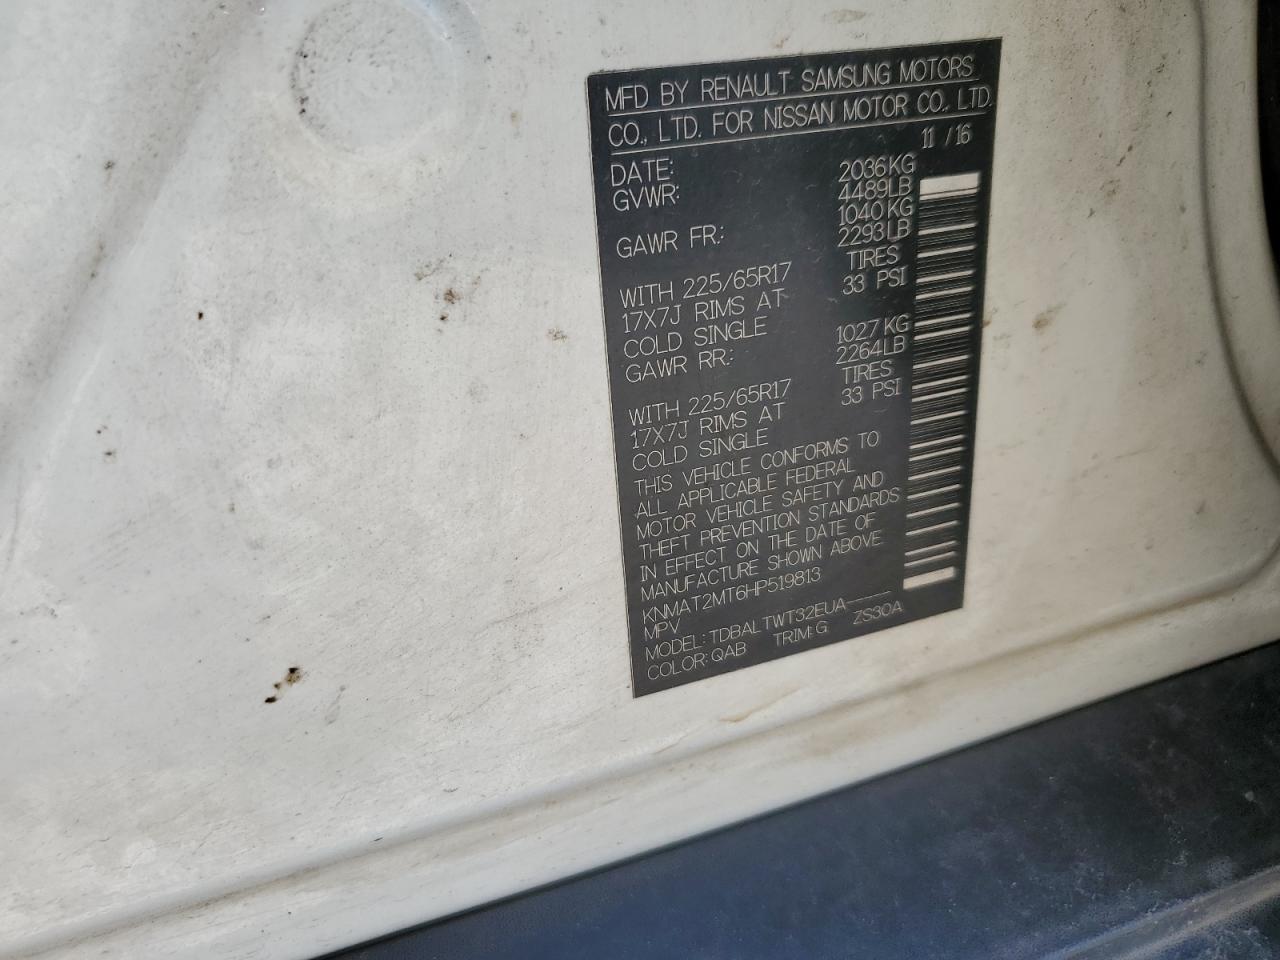 MFD BY RENAULT SAMSUNG MOTORS
CO., LTD. FOR NISSAN MOTOR CO., LTD.
DATE: 11 / 16
GVWR: 2036KG
4489LB
GAWR FR.: 1040KG
2293LB
WITH 225/65R17 TIRES
17X7J RIMS AT 33 PSI
COLD SINGLE
GAWR RR.: 1027KG
2264LB
WITH 225/65R17 TIRES
17X7J RIMS AT 33 PSI
COLD SINGLE
THIS VEHICLE CONFORMS TO
ALL APPLICABLE FEDERAL
MOTOR VEHICLE SAFETY AND
THEFT PREVENTION STANDARDS
IN EFFECT ON THE DATE OF
MANUFACTURE SHOWN ABOVE
KNMAT2MT6HP519813
MPV
MODEL: TDBALTWT32EUA-____
COLOR: QAB TRIM: G ZS30A